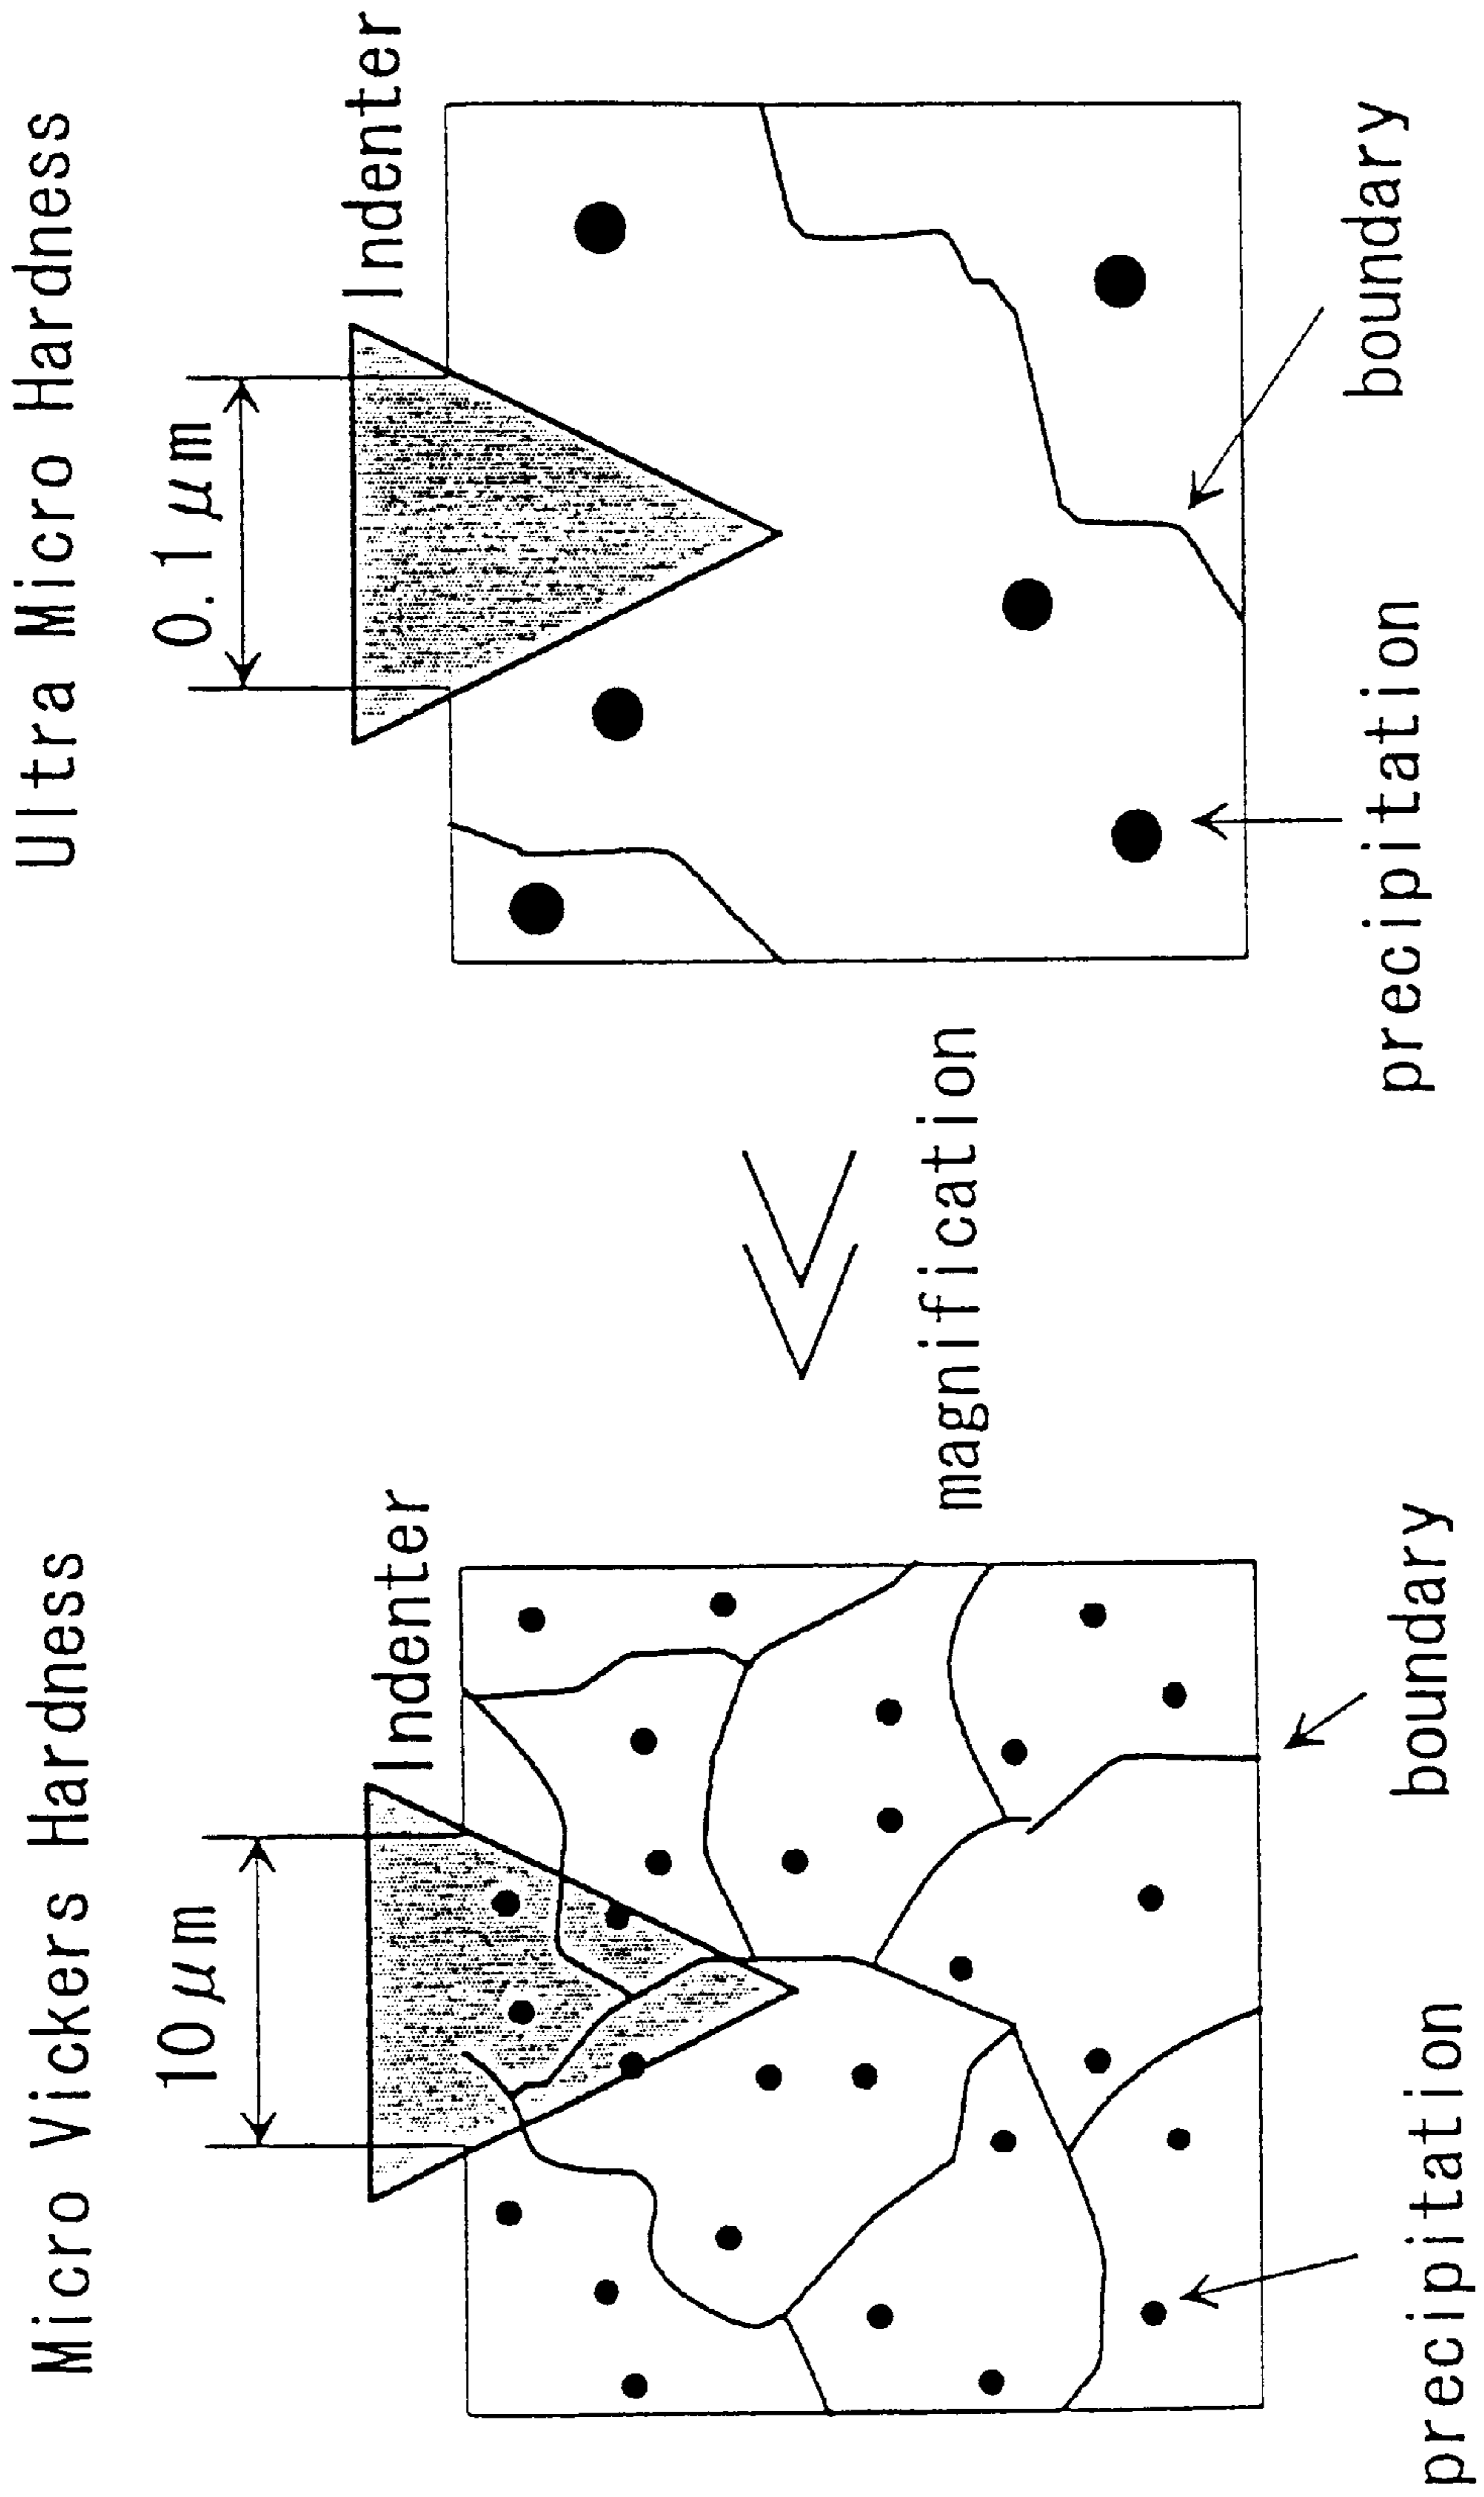 Micro Vickers Hardness
10μm
Indenter
boundary
precipitation
magnification
Ultra Micro Hardness
0.1μm
Indenter
boundary
precipitation